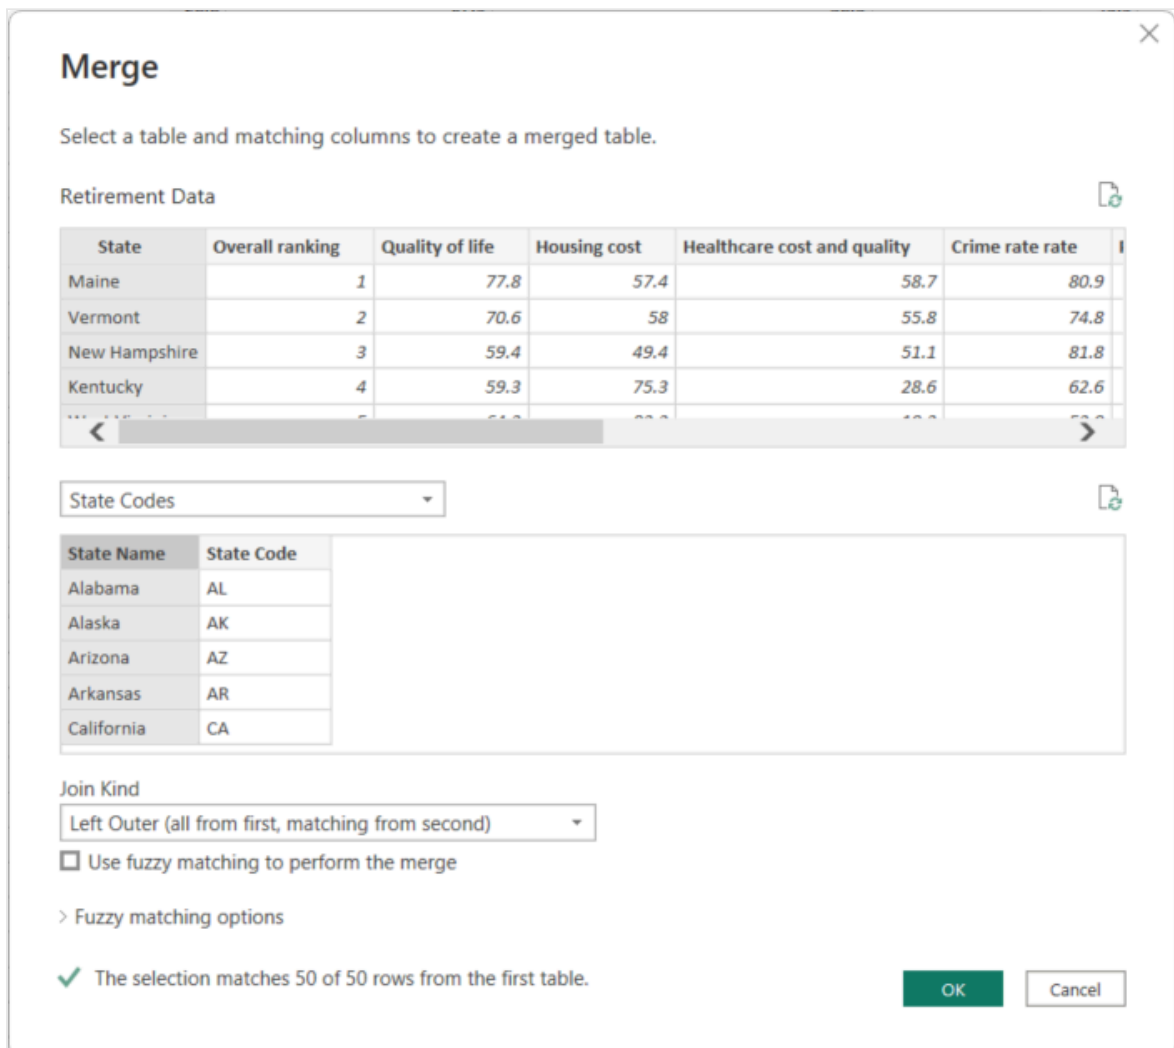 Merge
Select a table and matching columns to create a merged table.
Retirement Data
State Overall ranking Quality of life Housing cost Healthcare cost and quality Crime rate rate
Maine 1 77.8 57.4 58.7 80.9
Vermont 2 70.6 58 55.8 74.8
New Hampshire 3 59.4 49.4 51.1 81.8
Kentucky 4 59.3 75.3 28.6 62.6
State Codes
State Name State Code
Alabama AL
Alaska AK
Arizona AZ
Arkansas AR
California CA
Join Kind
Left Outer (all from first, matching from second)
Use fuzzy matching to perform the merge
Fuzzy matching options
The selection matches 50 of 50 rows from the first table.
OK Cancel